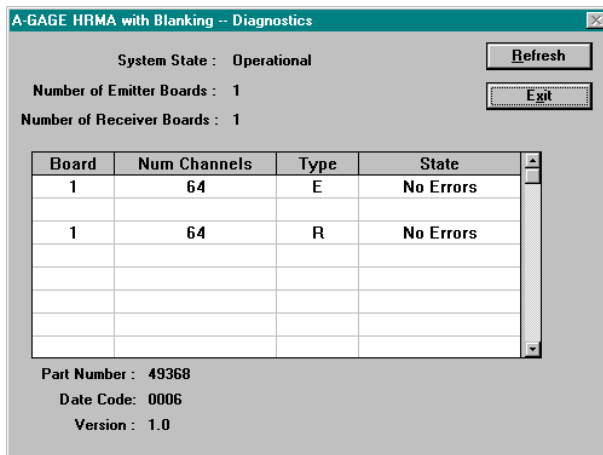 A-GAGE HRMA with Blanking -- Diagnostics
System State : Operational
Refresh
Number of Emitter Boards : 1
Exit
Number of Receiver Boards : 1
Board Num Channels Type State
1 64 E No Errors
1 64 R No Errors
Part Number : 49368
Date Code: 0006
Version : 1.0